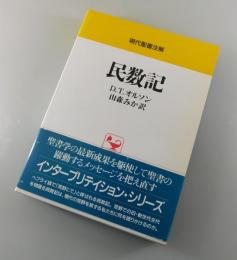 現代聖書注解
民数記
D.T.オルソン
山森みか訳
聖書学の最新成果を駆使して聖書の
躍動するメッセージを把え直す
インタープリテイション・シリーズ